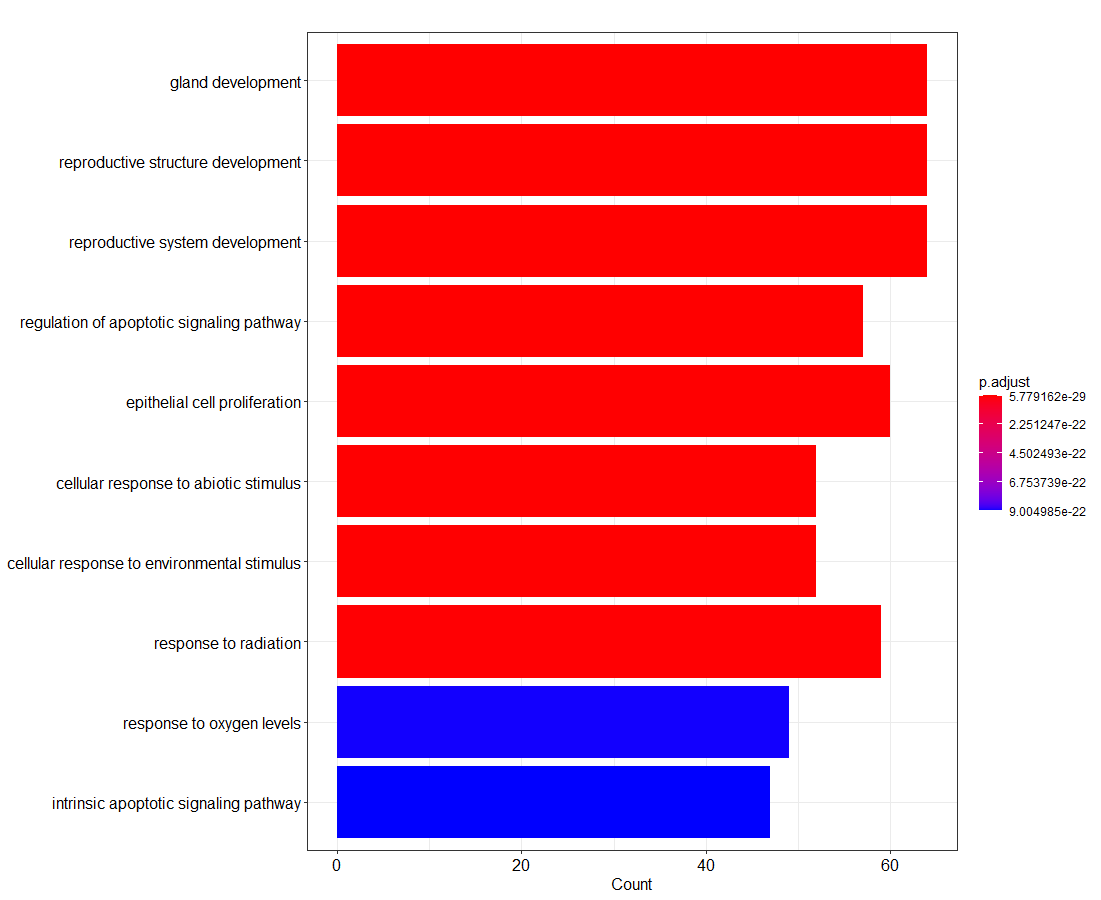 gland development
reproductive structure development
reproductive system development
regulation of apoptotic signaling pathway
epithelial cell proliferation
cellular response to abiotic stimulus
cellular response to environmental stimulus
response to radiation
response to oxygen levels
intrinsic apoptotic signaling pathway
0 20 40 60
Count
p.adjust
5.779162e-29
2.251247e-22
4.502493e-22
6.753739e-22
9.004985e-22